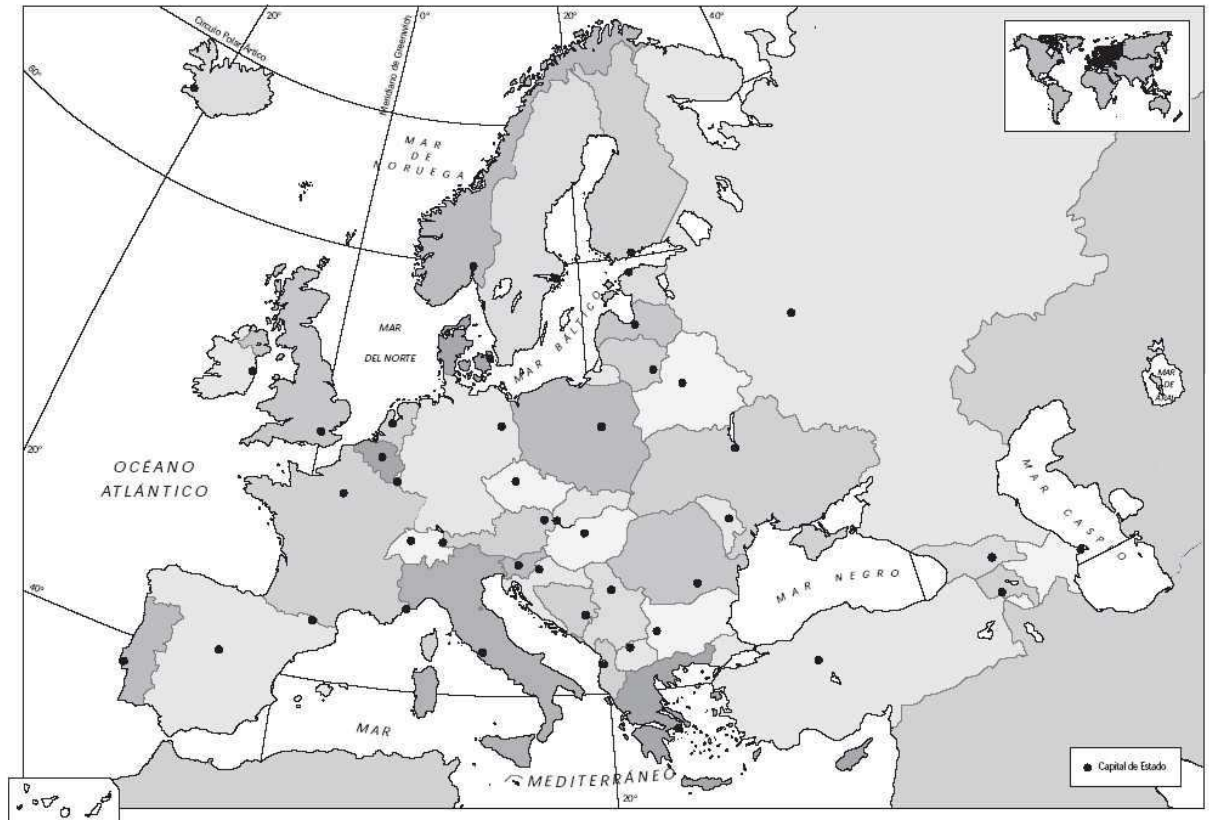 20°
0°
20°
40°
Círculo Polar Ártico
Meridiano de Greenwich
60°
MAR
DE
NORUEGA
MAR
DEL NORTE
MAR BÁLTICO
MAR
DE
ARAL
20°
OCÉANO
ATLÁNTICO
MAR CASPIO
MAR NEGRO
40°
MAR
MEDITERRÁNEO
Capital de Estado
20°